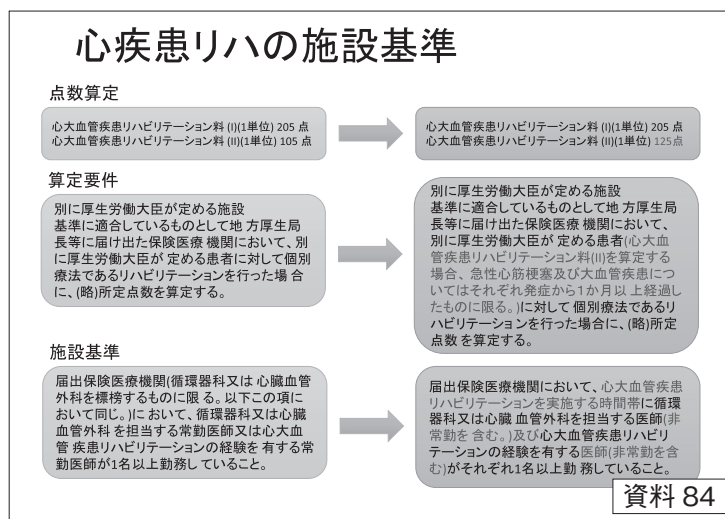 心疾患リハの施設基準
点数算定
心大血管疾患リハビリテーション料 (I)(1単位) 205 点
心大血管疾患リハビリテーション料 (II)(1単位) 105 点
心大血管疾患リハビリテーション料 (I)(1単位) 205 点
心大血管疾患リハビリテーション料 (II)(1単位) 125点
算定要件
別に厚生労働大臣が定める施設
基準に適合しているものとして地 方厚生局
長等に届け出た保険医療 機関において、別
に厚生労働大臣が 定める患者に対して個別
療法であるリハビリテーションを行った場 合
に、(略)所定点数を算定する。
別に厚生労働大臣が定める施設
基準に適合しているものとして地 方厚生局
長等に届け出た保険医療 機関において、
別に厚生労働大臣が 定める患者(心大血
管疾患リハビリテーション料(II)を算定する
場合、急性心筋梗塞及び大血管疾患につ
いてはそれぞれ発症から1か月以 上経過し
たものに限る。)に対して 個別療法であるリ
ハビリテーションを行った場合に、(略)所定
点数 を算定する。
施設基準
届出保険医療機関(循環器科又は 心臓血管
外科を標榜するものに限 る。以下この項に
おいて同じ。)に おいて、循環器科又は心臓
血管外科 を担当する常勤医師又は心大血
管 疾患リハビリテーションの経験を 有する常
勤医師が1名以上勤務し ていること。
届出保険医療機関において、心大血管疾患
リハビリテーションを実施する時間帯に循環
器科又は心臓 血管外科を担当する医師(非
常勤を 含む。)及び心大血管疾患リハビリ
テーションの経験を有する 医師(非常勤を含
む)がそれぞれ1名以上勤 務していること。
資料 84